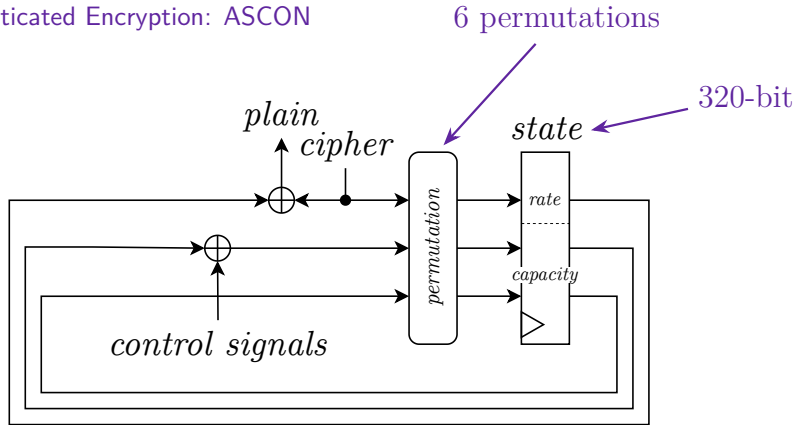 ticated Encryption: ASCON
6 permutations
320-bit
plain
cipher
state
rate
permutation
capacity
control signals